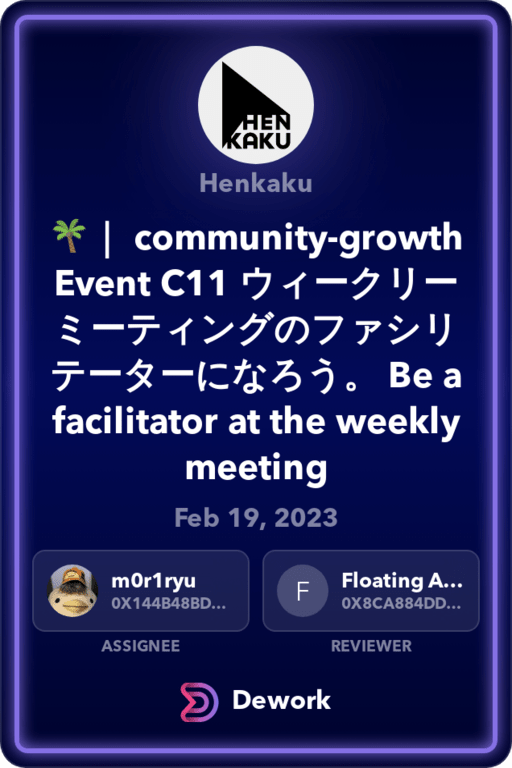 HEN
KAKU
Henkaku
🌴｜ community-growth
Event C11 ウィークリー
ミーティングのファシリ
テーターになろう。 Be a
facilitator at the weekly
meeting
Feb 19, 2023
m0r1ryu
0X144B48BD...
ASSIGNEE
F
Floating A...
0X8CA884DD...
REVIEWER
Dework